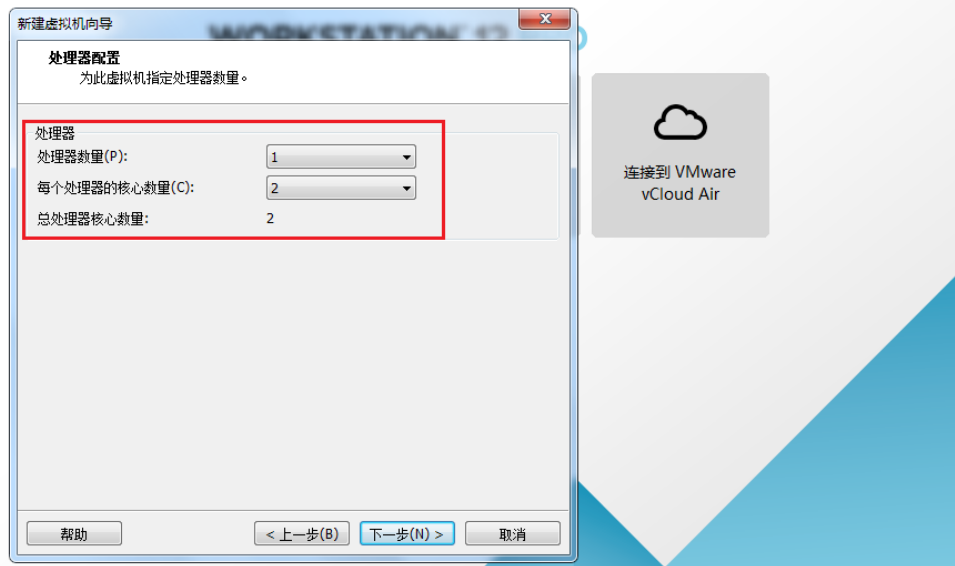 新建虚拟机向导
WORKSTATION 12
处理器配置
为此虚拟机指定处理器数量。
处理器
处理器数量(P):
1
每个处理器的核心数量(C):
2
总处理器核心数量:
2
连接到 VMware
vCloud Air
帮助
< 上一步(B)
下一步(N) >
取消